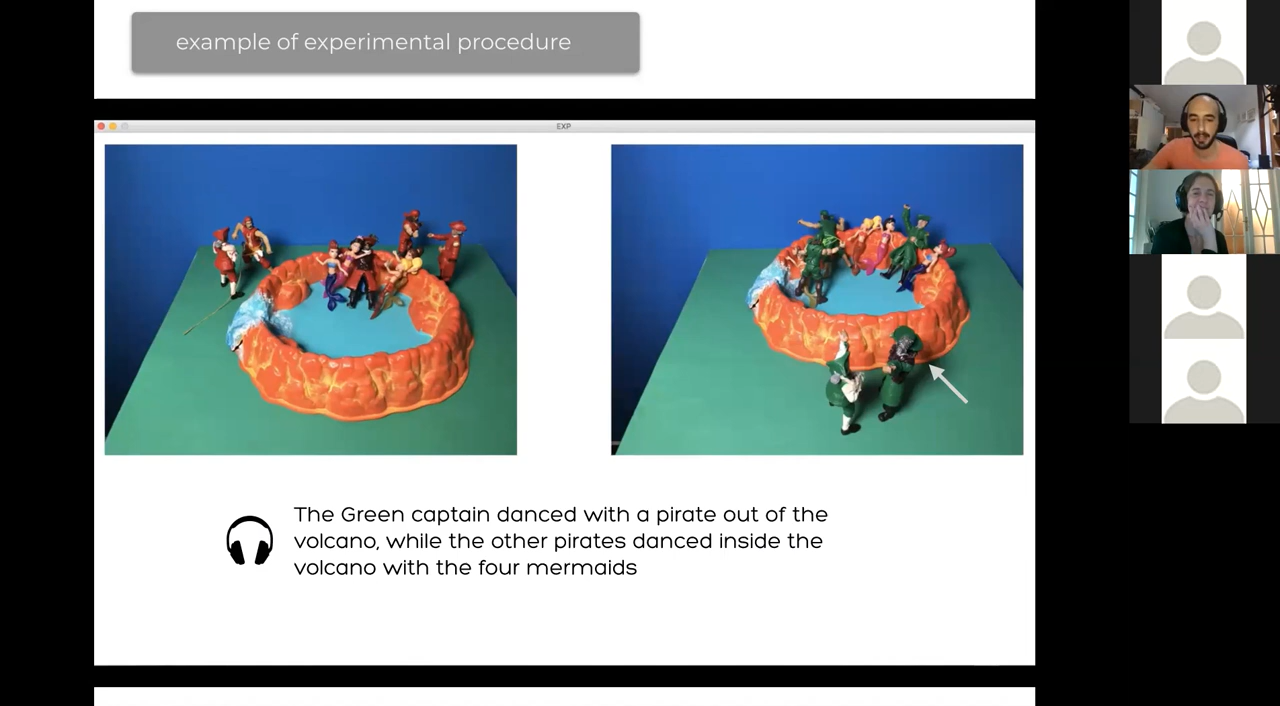 example of experimental procedure
EXP
The Green captain danced with a pirate out of the
volcano, while the other pirates danced inside the
volcano with the four mermaids